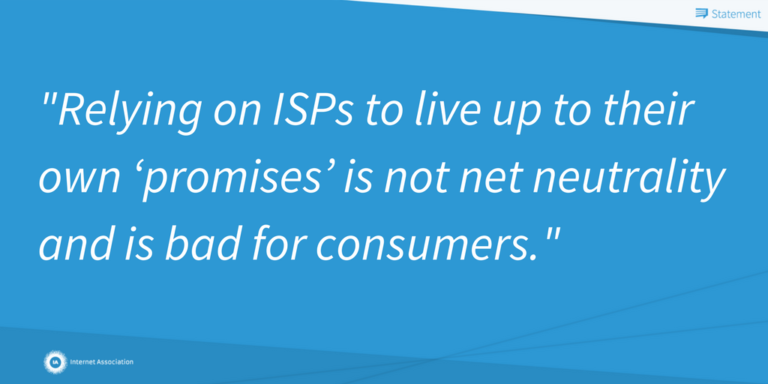 Statement
"Relying on ISPs to live up to their
own ‘promises’ is not net neutrality
and is bad for consumers."
IA
Internet Association